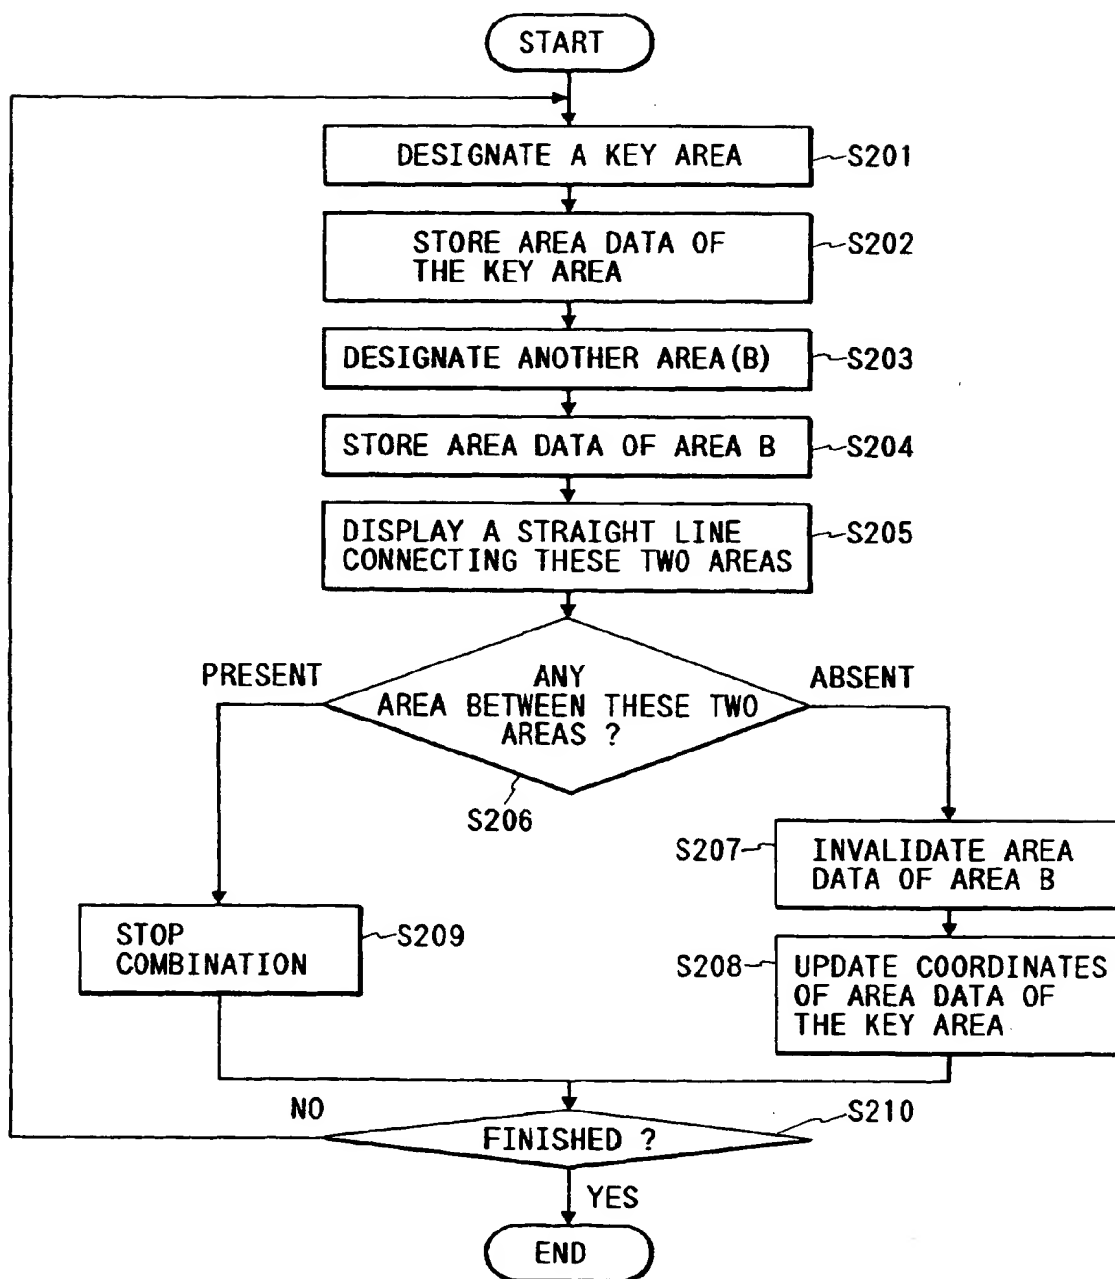 START
DESIGNATE A KEY AREA
S201
STORE AREA DATA OF
THE KEY AREA
S202
DESIGNATE ANOTHER AREA(B)
S203
STORE AREA DATA OF AREA B
S204
DISPLAY A STRAIGHT LINE
CONNECTING THESE TWO AREAS
S205
PRESENT
ANY
AREA BETWEEN THESE TWO
AREAS ?
ABSENT
S206
S207
INVALIDATE AREA
DATA OF AREA B
STOP
COMBINATION
S209
S208
UPDATE COORDINATES
OF AREA DATA OF
THE KEY AREA
NO
FINISHED ?
S210
YES
END